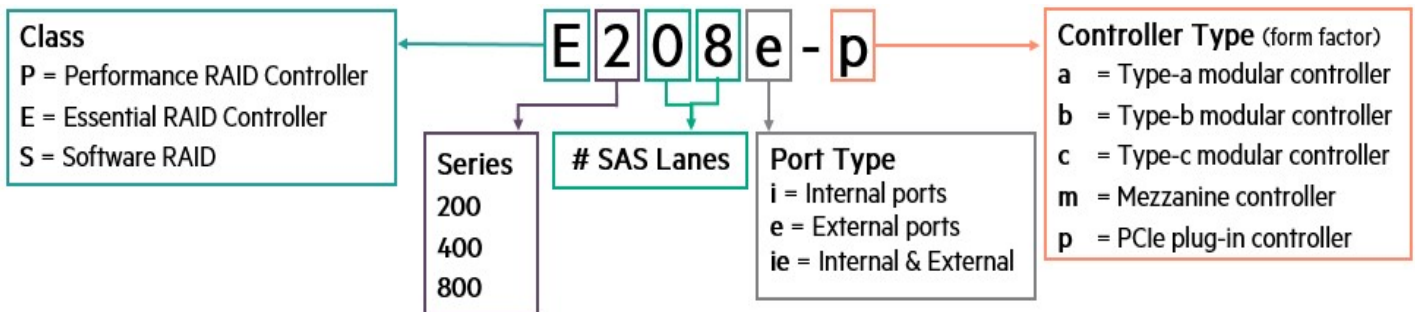 E208e-p
Class
P = Performance RAID Controller
E = Essential RAID Controller
S = Software RAID
Series
200
400
800
# SAS Lanes
Port Type
i = Internal ports
e = External ports
ie = Internal & External
Controller Type (form factor)
a = Type-a modular controller
b = Type-b modular controller
c = Type-c modular controller
m = Mezzanine controller
p = PCIe plug-in controller